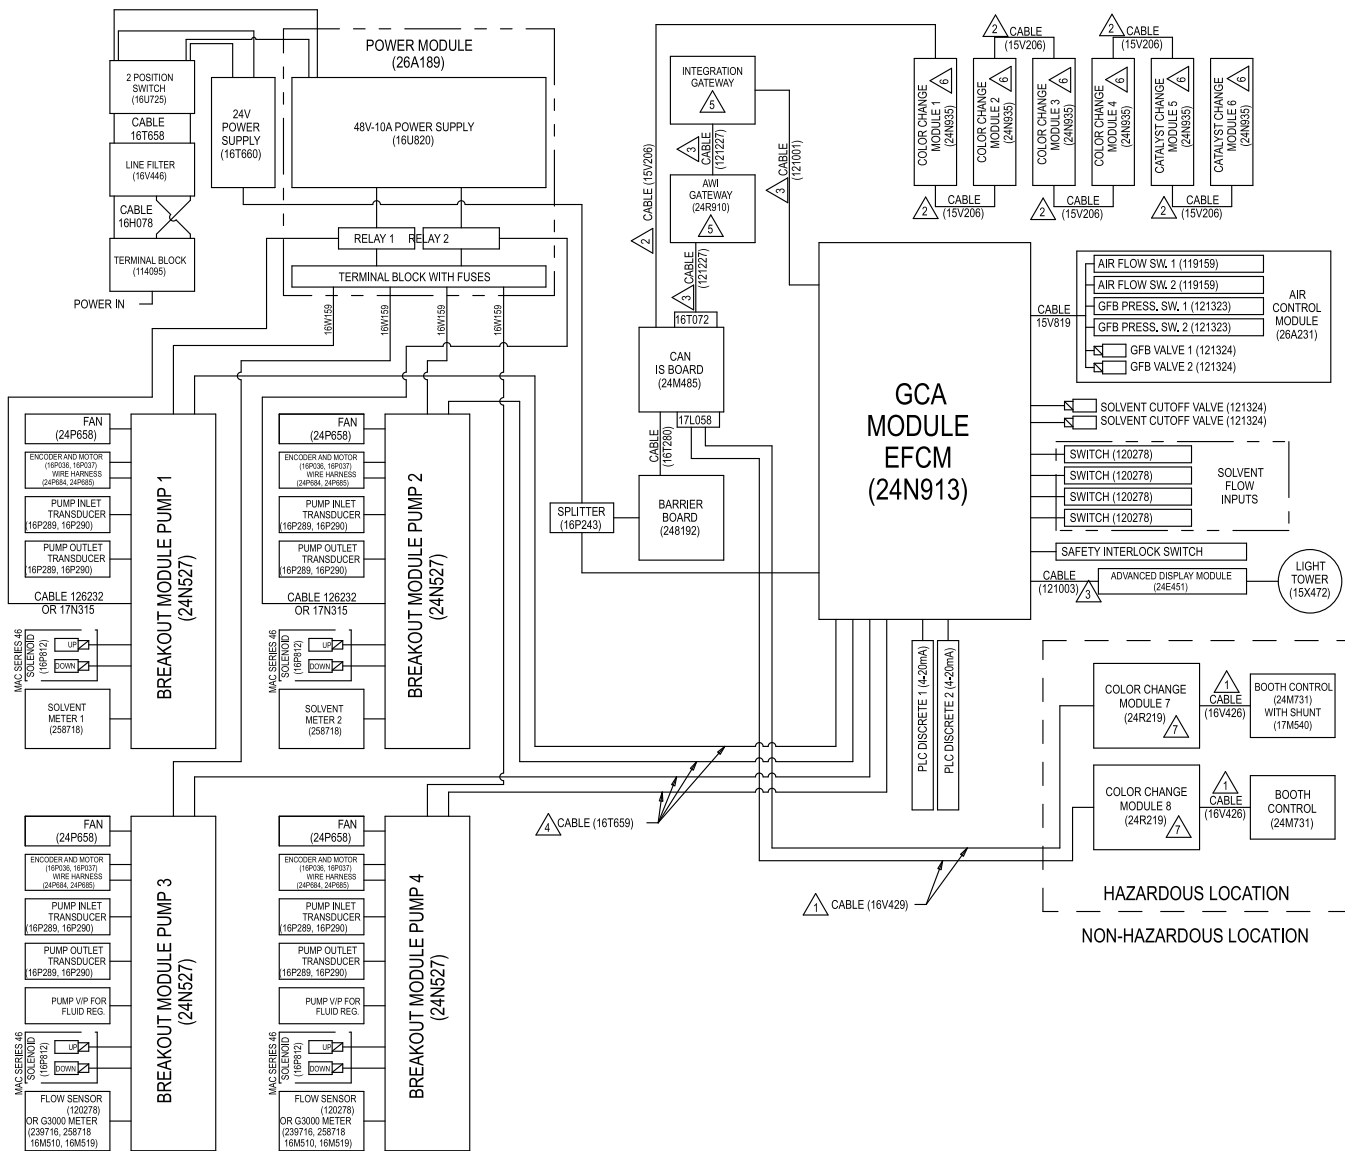 POWER MODULE
(26A189)
2 POSITION
SWITCH
(16U725)
CABLE
16T658
LINE FILTER
(16V446)
CABLE
16H078
TERMINAL BLOCK
(114095)
POWER IN
24V
POWER
SUPPLY
(16T660)
48V-10A POWER SUPPLY
(16U820)
RELAY 1
RELAY 2
TERMINAL BLOCK WITH FUSES
16W159
16W159
16W159
16W159
INTEGRATION
GATEWAY
5
3
CABLE
(121227)
AWI
GATEWAY
(24R910)
5
3
CABLE
(121227)
CABLE (15V206)
2
3
CABLE
(121001)
16T072
CAN
IS BOARD
(24M485)
17L058
CABLE
(16T280)
BARRIER
BOARD
(248192)
SPLITTER
(16P243)
2
CABLE
(15V206)
2
CABLE
(15V206)
COLOR CHANGE
MODULE 1
(24N935)
6
COLOR CHANGE
MODULE 2
(24N935)
6
COLOR CHANGE
MODULE 3
(24N935)
6
COLOR CHANGE
MODULE 4
(24N935)
6
CATALYST CHANGE
MODULE 5
(24N935)
6
CATALYST CHANGE
MODULE 6
(24N935)
6
2
CABLE
(15V206)
2
CABLE
(15V206)
2
CABLE
(15V206)
GCA
MODULE
EFCM
(24N913)
CABLE
15V819
AIR FLOW SW. 1 (119159)
AIR FLOW SW. 2 (119159)
GFB PRESS. SW. 1 (121323)
GFB PRESS. SW. 2 (121323)
GFB VALVE 1 (121324)
GFB VALVE 2 (121324)
AIR
CONTROL
MODULE
(26A231)
SOLVENT CUTOFF VALVE (121324)
SOLVENT CUTOFF VALVE (121324)
SWITCH (120278)
SWITCH (120278)
SWITCH (120278)
SWITCH (120278)
SOLVENT
FLOW
INPUTS
SAFETY INTERLOCK SWITCH
CABLE
(121003)
3
ADVANCED DISPLAY MODULE
(24E451)
LIGHT
TOWER
(15X472)
PLC DISCRETE 1 (4-20mA)
PLC DISCRETE 2 (4-20mA)
COLOR CHANGE
MODULE 7
(24R219)
7
1
CABLE
(16V426)
BOOTH CONTROL
(24M731)
WITH SHUNT
(17M540)
COLOR CHANGE
MODULE 8
(24R219)
7
1
CABLE
(16V426)
BOOTH
CONTROL
(24M731)
HAZARDOUS LOCATION
NON-HAZARDOUS LOCATION
4
CABLE (16T659)
1
CABLE (16V429)
FAN
(24P658)
ENCODER AND MOTOR
(16P036, 16P037)
WIRE HARNESS
(24P684, 24P685)
PUMP INLET
TRANSDUCER
(16P289, 16P290)
PUMP OUTLET
TRANSDUCER
(16P289, 16P290)
CABLE 126232
OR 17N315
MAC SERIES 46
SOLENOID
(16P812)
UP
DOWN
SOLVENT
METER 1
(258718)
BREAKOUT MODULE PUMP 1
(24N527)
FAN
(24P658)
ENCODER AND MOTOR
(16P036, 16P037)
WIRE HARNESS
(24P684, 24P685)
PUMP INLET
TRANSDUCER
(16P289, 16P290)
PUMP OUTLET
TRANSDUCER
(16P289, 16P290)
CABLE 126232
OR 17N315
MAC SERIES 46
SOLENOID
(16P812)
UP
DOWN
SOLVENT
METER 2
(258718)
BREAKOUT MODULE PUMP 2
(24N527)
FAN
(24P658)
ENCODER AND MOTOR
(16P036, 16P037)
WIRE HARNESS
(24P684, 24P685)
PUMP INLET
TRANSDUCER
(16P289, 16P290)
PUMP OUTLET
TRANSDUCER
(16P289, 16P290)
PUMP V/P FOR
FLUID REG.
MAC SERIES 46
SOLENOID
(16P812)
UP
DOWN
FLOW SENSOR
(120278)
OR G3000 METER
(239716, 258718
16M510, 16M519)
BREAKOUT MODULE PUMP 3
(24N527)
FAN
(24P658)
ENCODER AND MOTOR
(16P036, 16P037)
WIRE HARNESS
(24P684, 24P685)
PUMP INLET
TRANSDUCER
(16P289, 16P290)
PUMP OUTLET
TRANSDUCER
(16P289, 16P290)
PUMP V/P FOR
FLUID REG.
MAC SERIES 46
SOLENOID
(16P812)
UP
DOWN
FLOW SENSOR
(120278)
OR G3000 METER
(239716, 258718
16M510, 16M519)
BREAKOUT MODULE PUMP 4
(24N527)